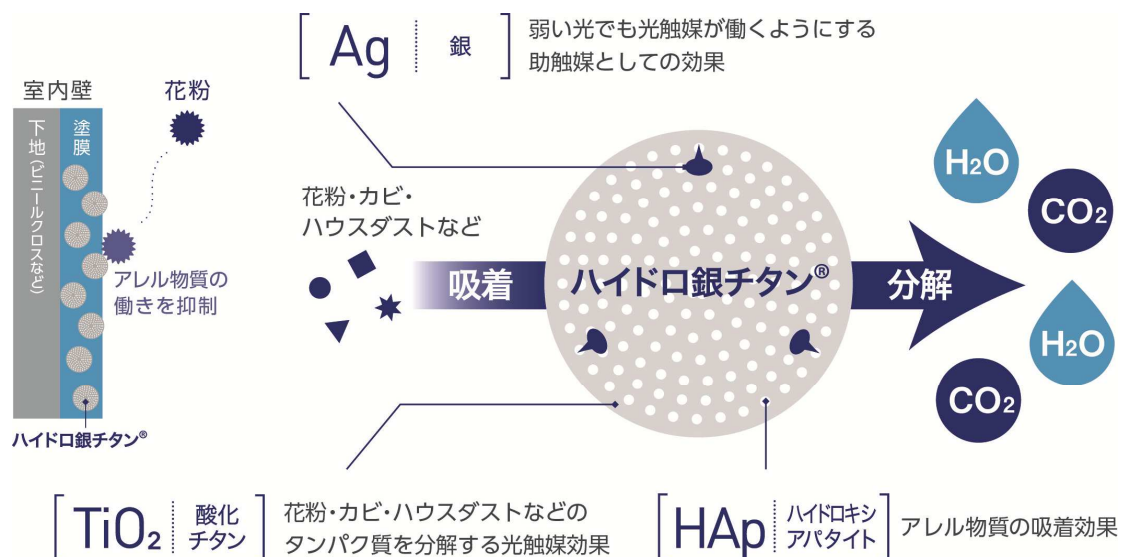 Ag 銀
弱い光でも光触媒が働くようにする
助触媒としての効果
室内壁
花粉
下地(ビニールクロスなど)
塗膜
アレル物質の
働きを抑制
ハイドロ銀チタン®
花粉・カビ・
ハウスダストなど
吸着
ハイドロ銀チタン®
分解
H2O
CO2
H2O
CO2
TiO2 酸化
チタン
花粉・カビ・ハウスダストなどの
タンパク質を分解する光触媒効果
HAp ハイドロキシ
アパタイト
アレル物質の吸着効果